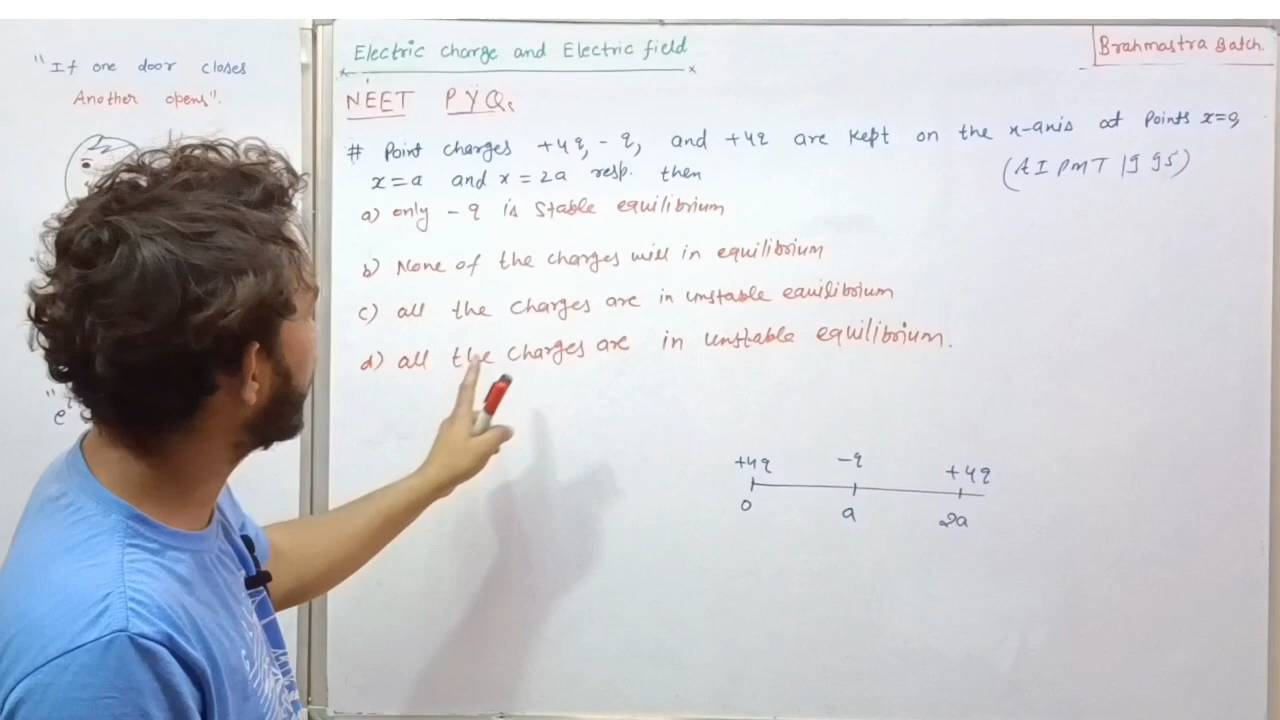 "If one door closes
Another opens".
"e
Electric charge and Electric field
Brahmastra Batch.
NEET PYQs
# Point charges +4q, -q, and +4q are kept on the x-axis at points x=0,
x=a and x=2a resp. then
(AIPMT 1995)
a) only -q is stable equilibrium
b) None of the charges will in equilibrium
c) all the charges are in unstable equilibrium
d) all the charges are in unstable equilibrium.
+4q -q +4q
0 a 2a